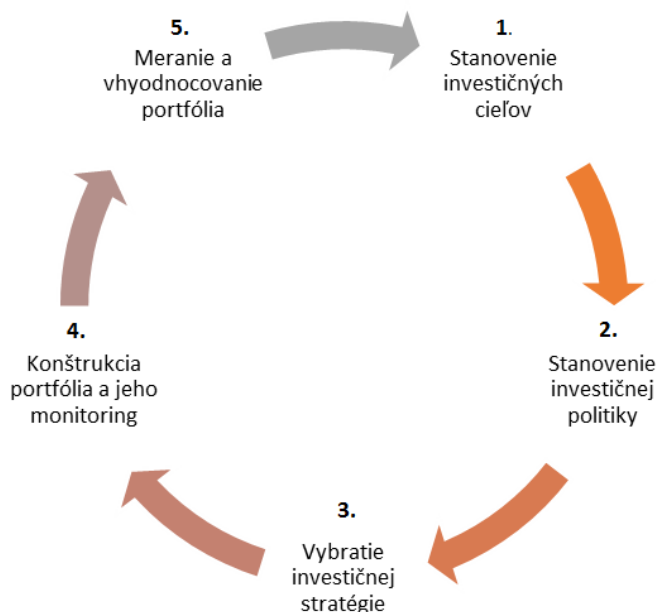 1.
Stanovenie
investičných
cieľov
2.
Stanovenie
investičnej
politiky
3.
Vybratie
investičnej
stratégie
4.
Konštrukcia
portfólia a jeho
monitoring
5.
Meranie a
vhyodnocovanie
portfólia